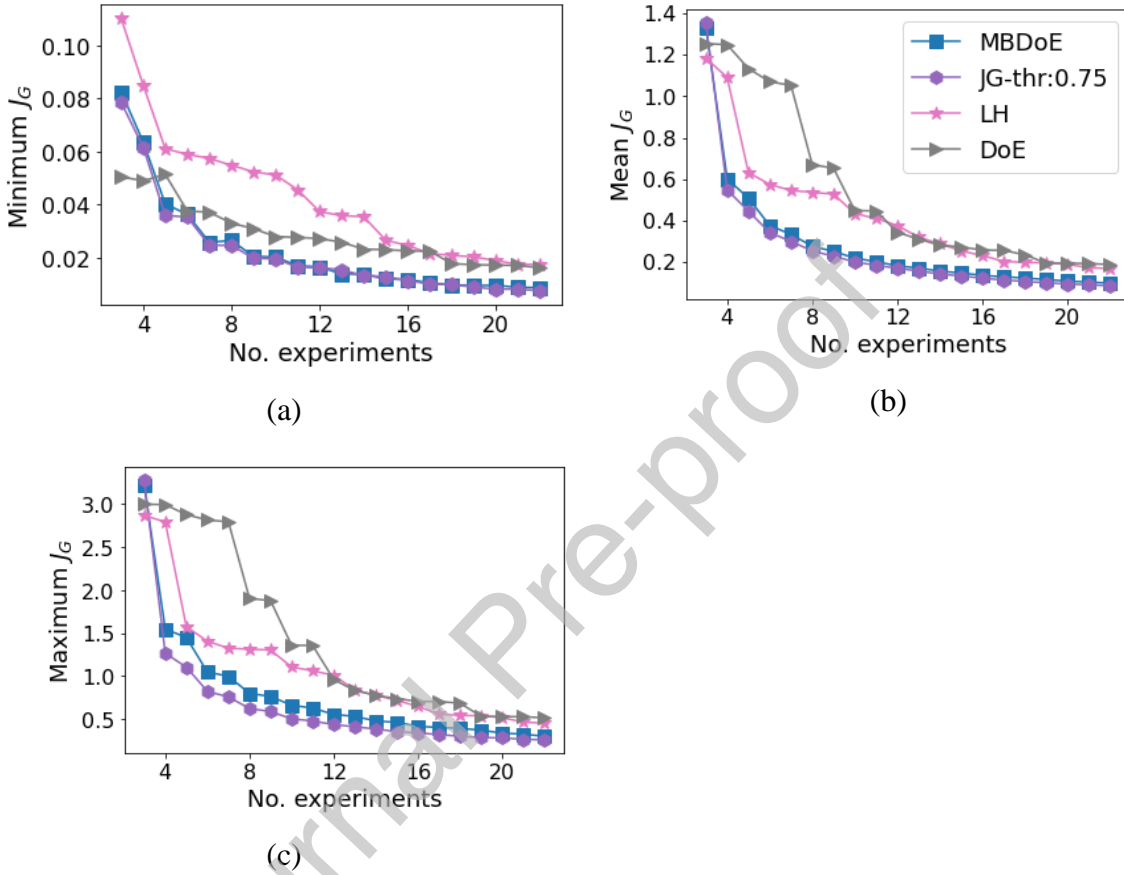 0.10
0.08
0.06
0.04
0.02
Minimum J_G
4 8 12 16 20
No. experiments
(a)
1.4
1.2
1.0
0.8
0.6
0.4
0.2
Mean J_G
MBDoE
JG-thr:0.75
LH
DoE
4 8 12 16 20
No. experiments
(b)
3.0
2.5
2.0
1.5
1.0
0.5
Maximum J_G
4 8 12 16 20
No. experiments
(c)
rnal Pre-proof